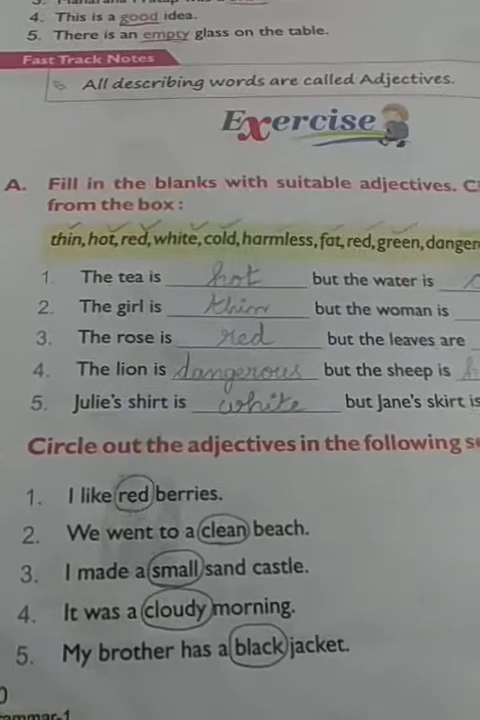 4. This is a good idea.
5. There is an empty glass on the table.
Fast Track Notes
All describing words are called Adjectives.
Exercise
A. Fill in the blanks with suitable adjectives.
from the box:
thin, hot, red, white, cold, harmless, fat, red, green, danger
1. The tea is hot but the water is
2. The girl is thin but the woman is
3. The rose is red but the leaves are
4. The lion is dangerous but the sheep is h
5. Julie's shirt is white but Jane's skirt is
Circle out the adjectives in the following se
1. I like red berries.
2. We went to a clean beach.
3. I made a small sand castle.
4. It was a cloudy morning.
5. My brother has a black jacket.
0
rammar-1